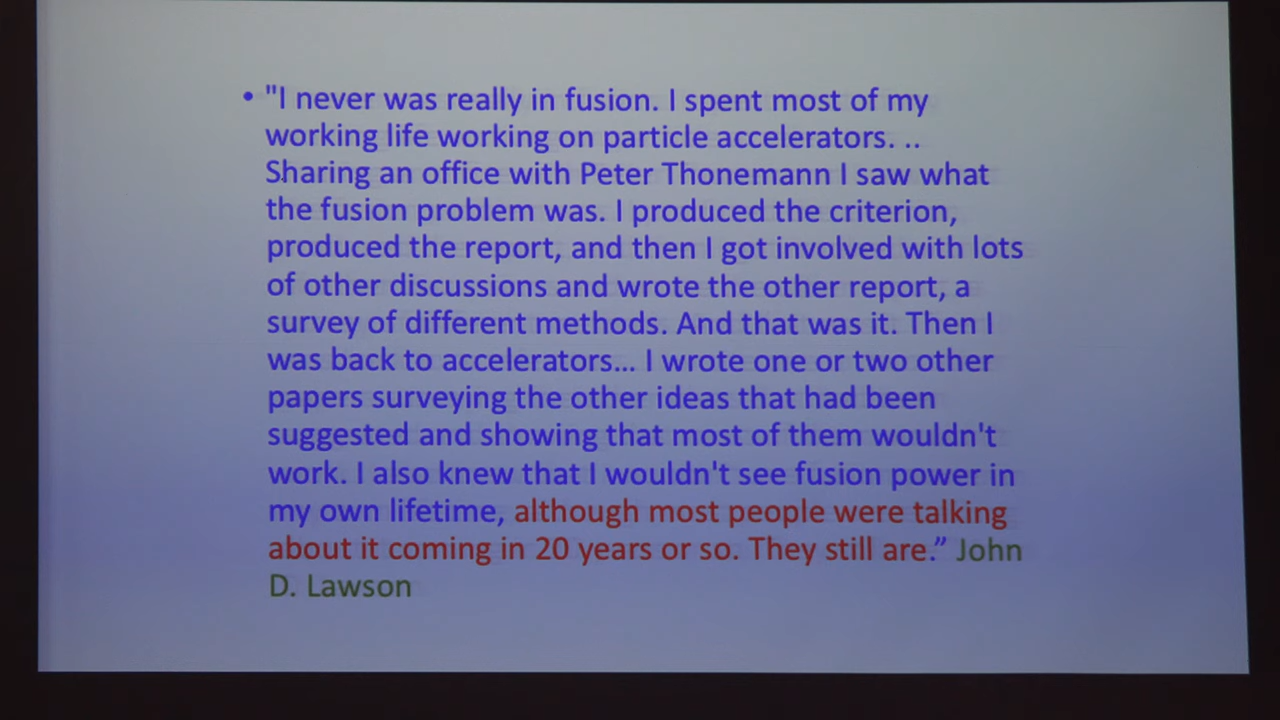 • "I never was really in fusion. I spent most of my
working life working on particle accelerators. ..
Sharing an office with Peter Thonemann I saw what
the fusion problem was. I produced the criterion,
produced the report, and then I got involved with lots
of other discussions and wrote the other report, a
survey of different methods. And that was it. Then I
was back to accelerators... I wrote one or two other
papers surveying the other ideas that had been
suggested and showing that most of them wouldn't
work. I also knew that I wouldn't see fusion power in
my own lifetime, although most people were talking
about it coming in 20 years or so. They still are.” John
D. Lawson